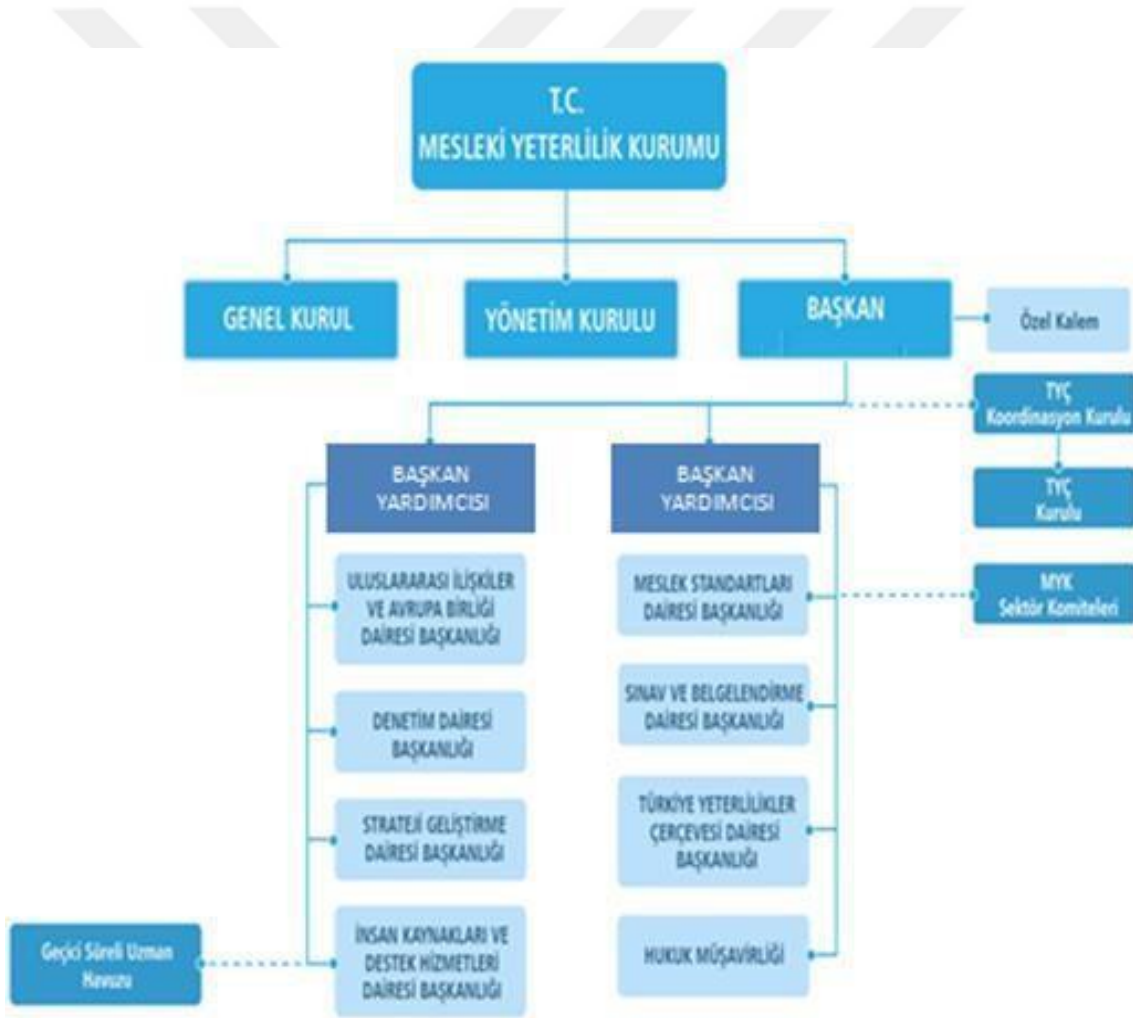 T.C.
MESLEKİ YETERLİLİK KURUMU
GENEL KURUL
YÖNETİM KURULU
BAŞKAN
Özel Kalem
TYÇ
Koordinasyon Kurulu
TYÇ
Kurulu
BAŞKAN
YARDIMCISI
BAŞKAN
YARDIMCISI
ULUSLARARASI İLİŞKİLER
VE AVRUPA BİRLİĞİ
DAİRESİ BAŞKANLIĞI
MESLEK STANDARTLARI
DAİRESİ BAŞKANLIĞI
MYK
Sektör Komiteleri
DENETİM DAİRESİ
BAŞKANLIĞI
SINAV VE BELGELENDİRME
DAİRESİ BAŞKANLIĞI
STRATEJİ GELİŞTİRME
DAİRESİ BAŞKANLIĞI
TÜRKİYE YETERLİLİKLER
ÇERÇEVESİ DAİRESİ
BAŞKANLIĞI
Geçici Süreli Uzman
Havuzu
İNSAN KAYNAKLARI VE
DESTEK HİZMETLERİ
DAİRESİ BAŞKANLIĞI
HUKUK MÜŞAVİRLİĞİ